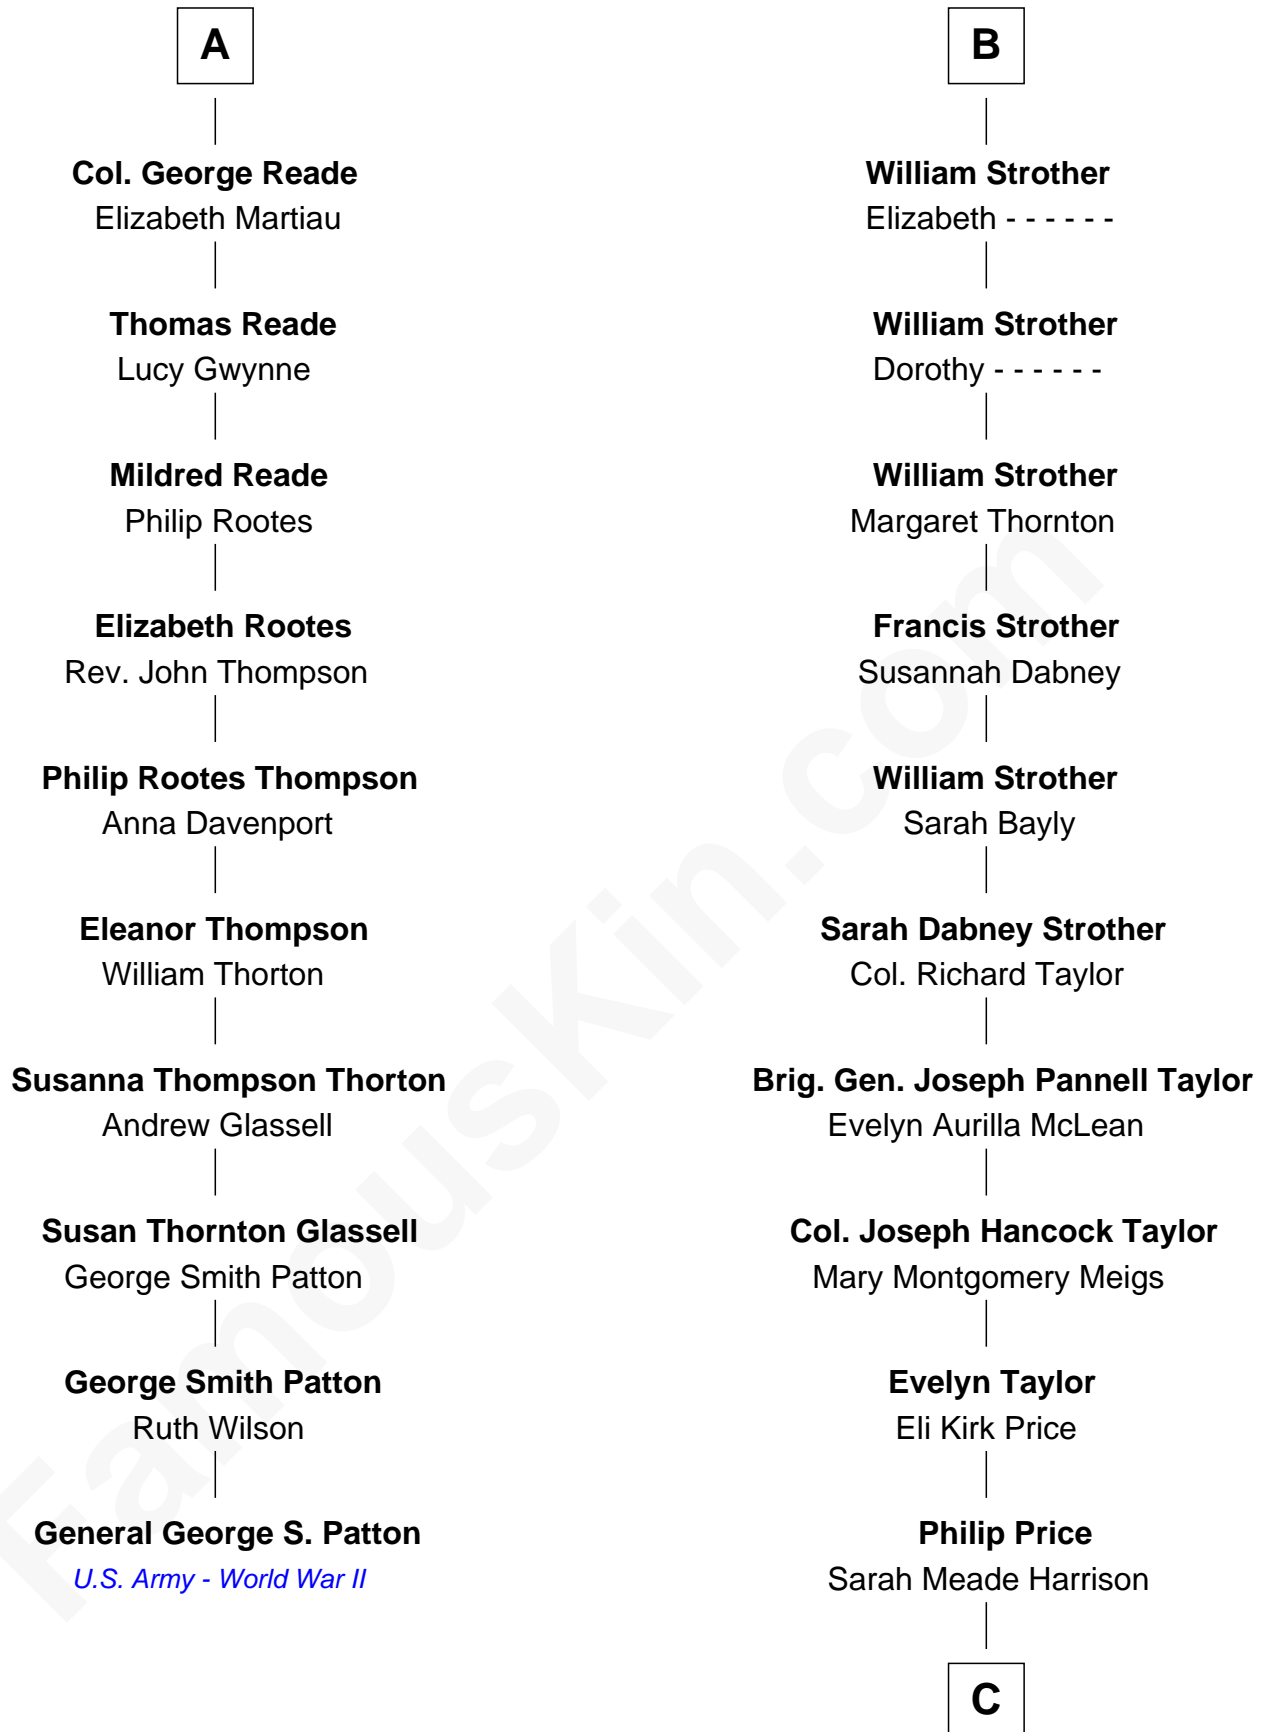 A
Col. George Reade
Elizabeth Martiau
Thomas Reade
Lucy Gwynne
Mildred Reade
Philip Rootes
Elizabeth Rootes
Rev. John Thompson
Philip Rootes Thompson
Anna Davenport
Eleanor Thompson
William Thorton
Susanna Thompson Thorton
Andrew Glassell
Susan Thornton Glassell
George Smith Patton
George Smith Patton
Ruth Wilson
General George S. Patton
U.S. Army - World War II
B
William Strother
Elizabeth - - - - - -
William Strother
Dorothy - - - - - -
William Strother
Margaret Thornton
Francis Strother
Susannah Dabney
William Strother
Sarah Bayly
Sarah Dabney Strother
Col. Richard Taylor
Brig. Gen. Joseph Pannell Taylor
Evelyn Aurilla McLean
Col. Joseph Hancock Taylor
Mary Montgomery Meigs
Evelyn Taylor
Eli Kirk Price
Philip Price
Sarah Meade Harrison
C
FamousKin.com